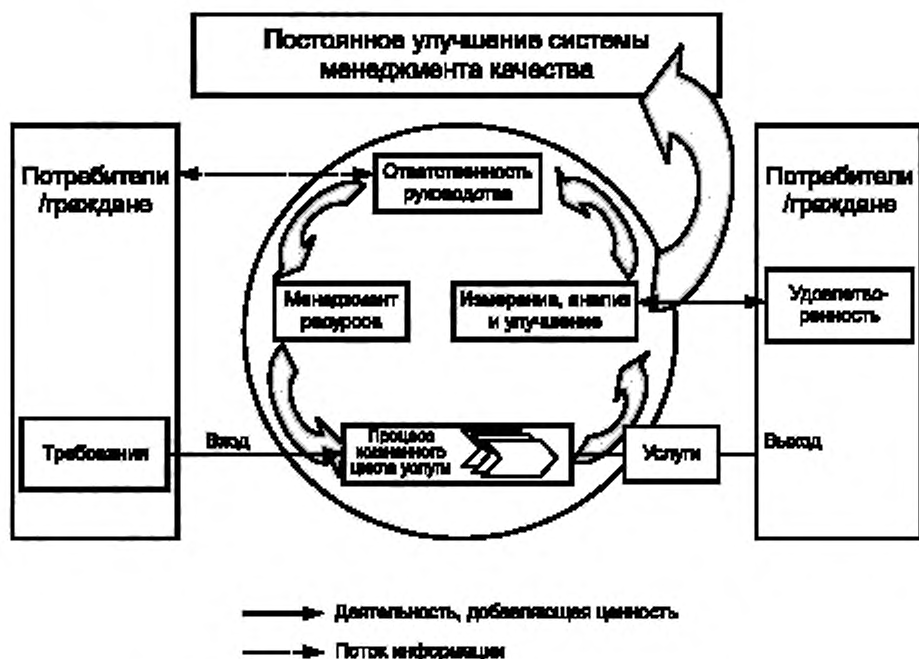 Постоянное улучшение системы
менеджмента качества
Потребители
/граждане
Ответственность
руководства
Потребители
/граждане
Менеджмент
ресурсов
Измерение, анализ
и улучшение
Удовлетво-
ренность
Требования
Вход
Процесс
жизненного
цикла услуги
Услуги
Выход
Деятельность, добавляющая ценность
Поток информации